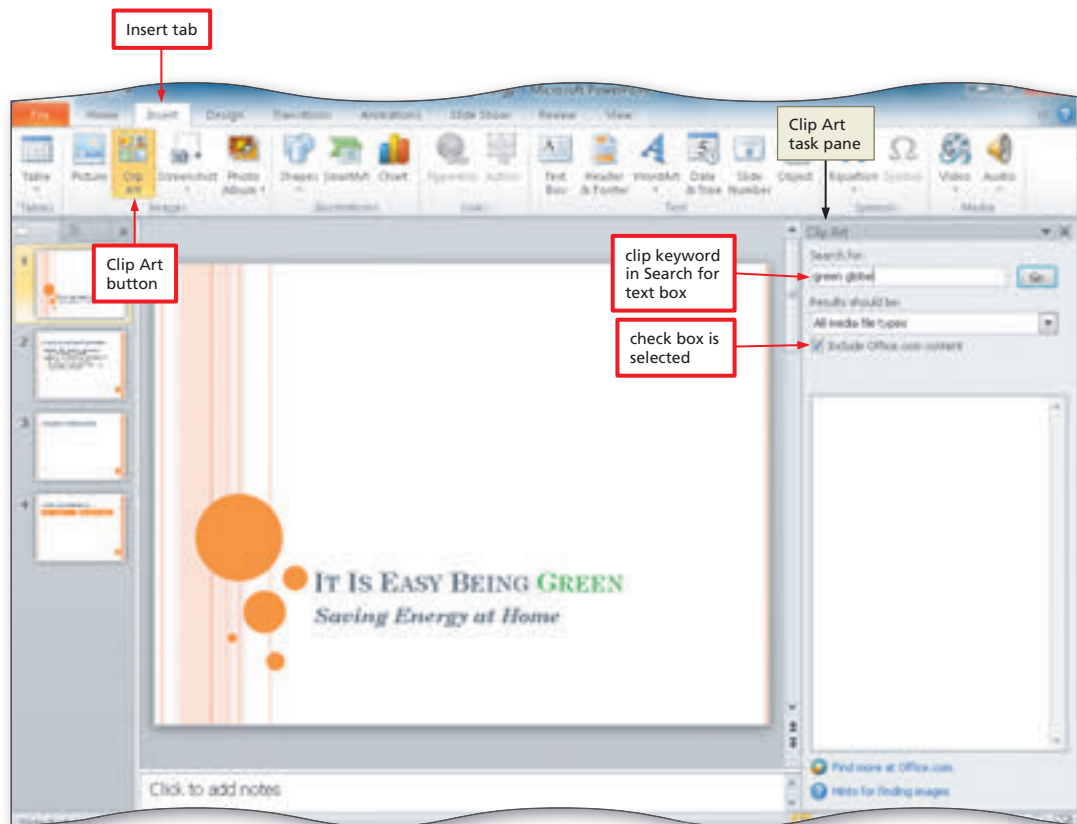 Insert tab
Microsoft PowerPoint
File Home Insert Design Transitions Animations Slide Show Review View
Clip Art
task pane
Table Picture Clip Art Screenshot Photo Album Shapes SmartArt Chart Hyperlink Action Text Box Header & Footer WordArt Date & Time Slide Number Object Equation Symbol Video Audio
Tables Images Illustrations Links Text Symbols Media
Clip Art
button
Clip Art
Search for:
clip keyword
in Search for
text box
green globe
Go
Results should be:
All media file types
check box is
selected
Include Office.com content
1
2
3
4
IT IS EASY BEING GREEN
Saving Energy at Home
Find more at Office.com
Hints for finding images
Click to add notes